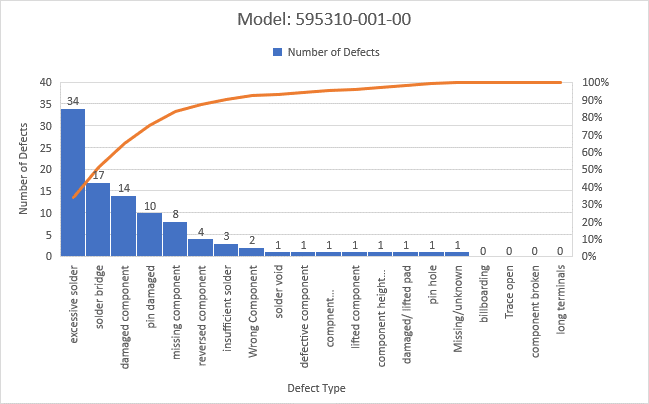 Model: 595310-001-00
Number of Defects
40
35
30
25
20
15
10
5
0
100%
90%
80%
70%
60%
50%
40%
30%
20%
10%
0%
34
17
14
10
8
4
3
2
1
1
1
1
1
1
1
1
0
0
0
0
Number of Defects
excessive solder
solder bridge
damaged component
pin damaged
missing component
reversed component
insufficient solder
Wrong Component
solder void
defective component
compnent...
lifted component
component height...
damaged/ lifted pad
pin hole
Missing/unknown
billboarding
Trace open
component broken
long terminals
Defect Type